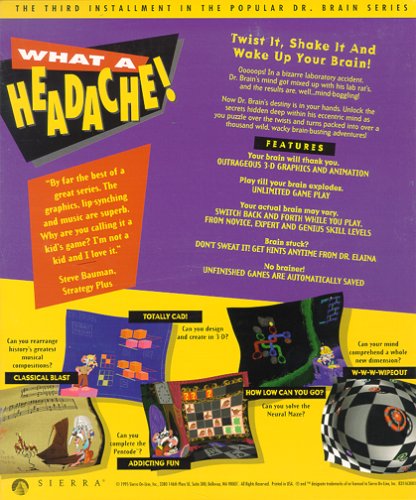 THE THIRD INSTALLMENT IN THE POPULAR DR. BRAIN SERIES
WHAT A
HEADACHE!
Twist It, Shake It And
Wake Up Your Brain!
Ooooops! In a bizarre laboratory accident,
Dr. Brain's mind got mixed up with his lab rat's,
and the results are, well...mind-boggling!
Now Dr. Brain's destiny is in your hands. Unlock the
secrets hidden deep within his eccentric mind as
you puzzle over the twists and turns packed into over a
thousand wild, wacky brain-busting adventures!
FEATURES
Your brain will thank you.
OUTRAGEOUS 3-D GRAPHICS AND ANIMATION
Play till your brain explodes.
UNLIMITED GAME PLAY
Your actual brain may vary.
SWITCH BACK AND FORTH WHILE YOU PLAY,
FROM NOVICE, EXPERT AND GENIUS SKILL LEVELS
Brain stuck?
DON'T SWEAT IT! GET HINTS ANYTIME FROM DR. ELAINA
No brainer!
UNFINISHED GAMES ARE AUTOMATICALLY SAVED
"By far the best of a
great series. The
graphics, lip synching
and music are superb.
Why are you calling it a
kid's game? I'm not a
kid and I love it."
Steve Bauman,
Strategy Plus
Can you rearrange
history's greatest
musical
compositions?
CLASSICAL BLAST
TOTALLY CAD!
Can you design
and create in 3-D?
Can you
complete the
Penrode?
ADDICTING FUN
HOW LOW CAN YOU GO?
Can you solve the
Neural Maze?
Can your mind
comprehend a whole
new dimension?
W-W-W-WIPEOUT
SIERRA